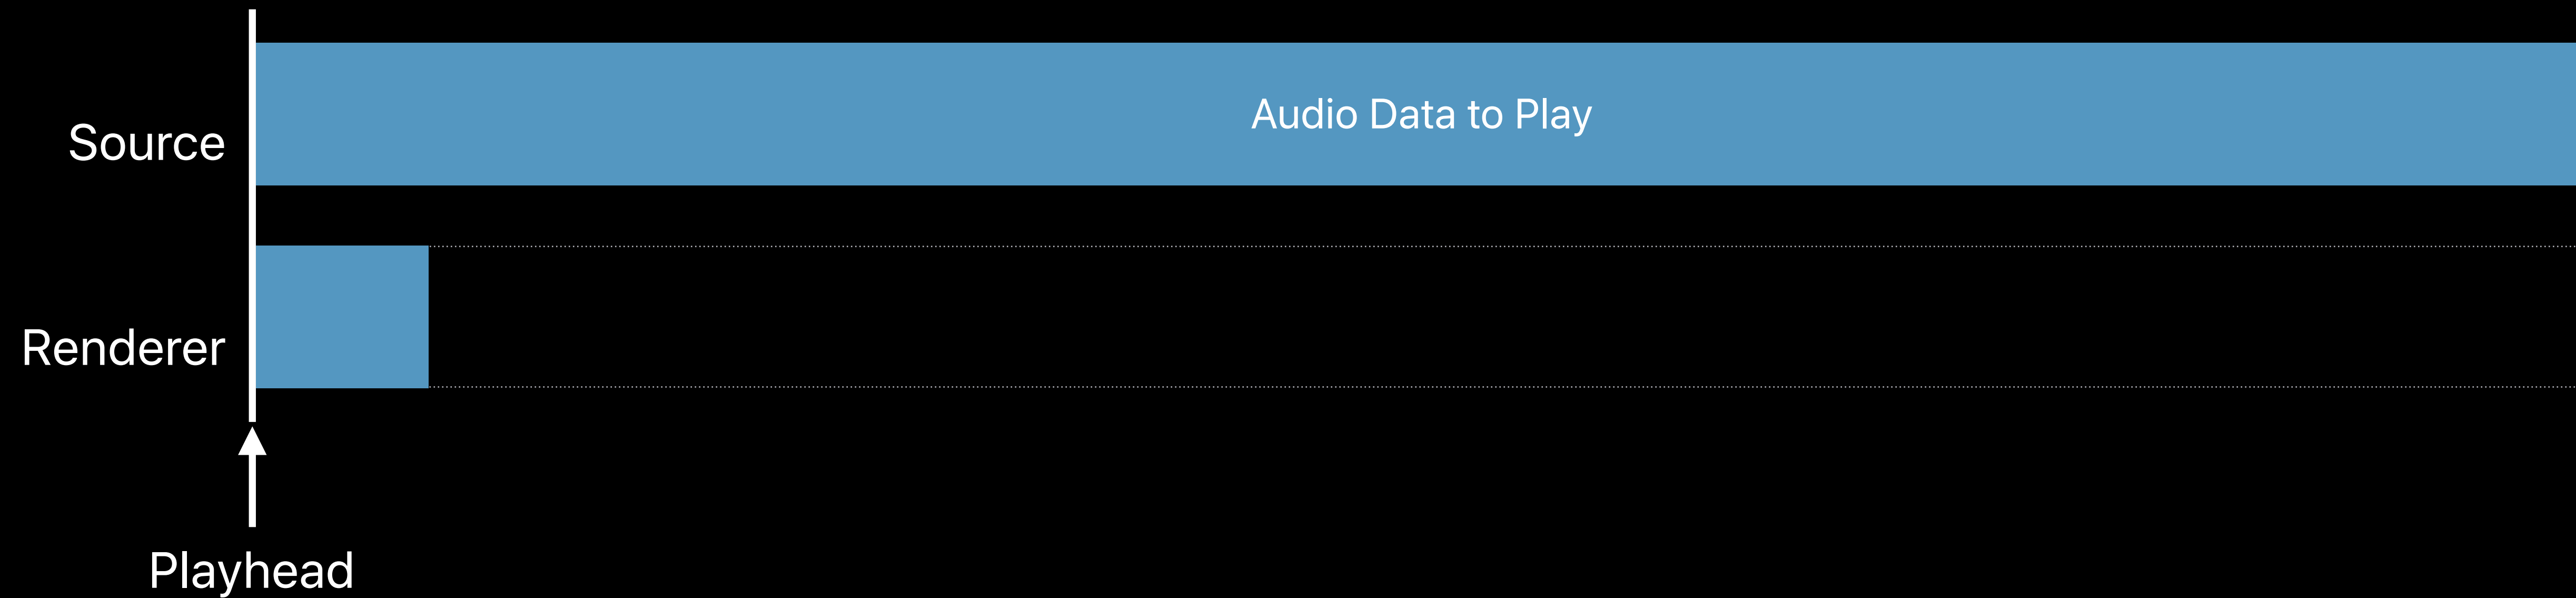 Audio Data to Play
Source
Renderer
Playhead